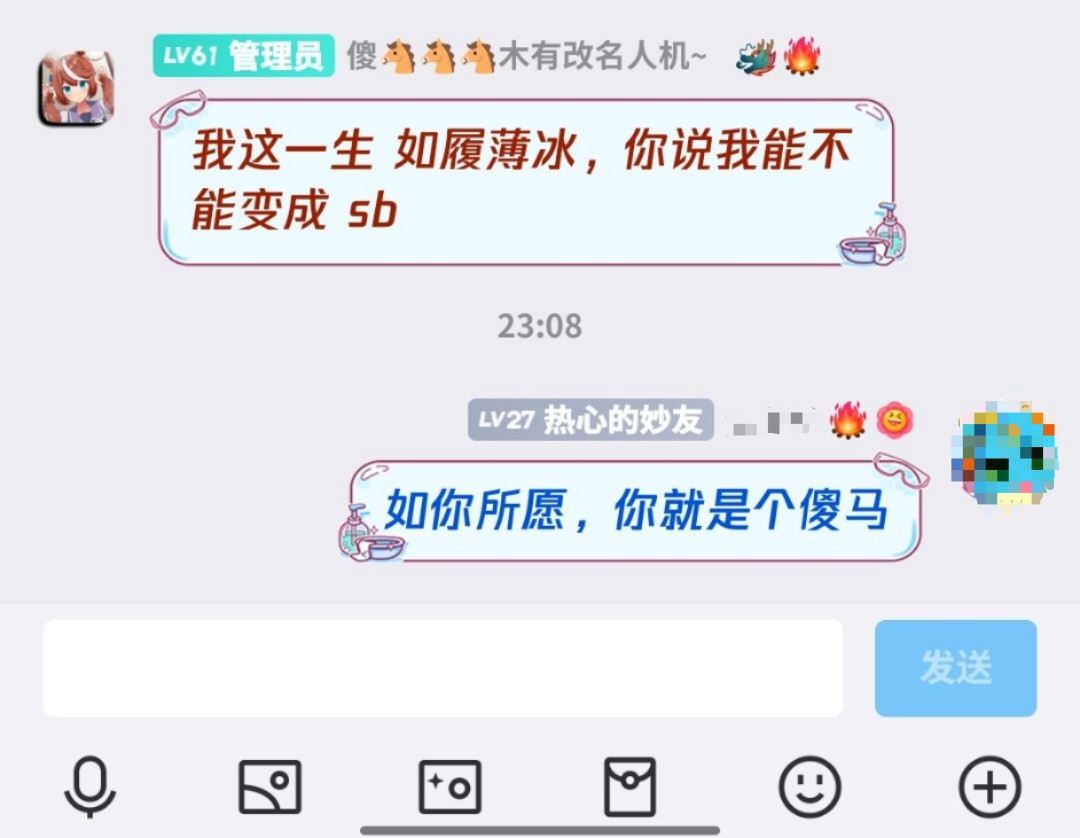 LV61 管理员 傻🐴🐴🐴木有改名人机~ 🐲🔥
我这一生 如履薄冰，你说我能不
能变成 sb
23:08
LV27 热心的妙友
如你所愿，你就是个傻马
发送